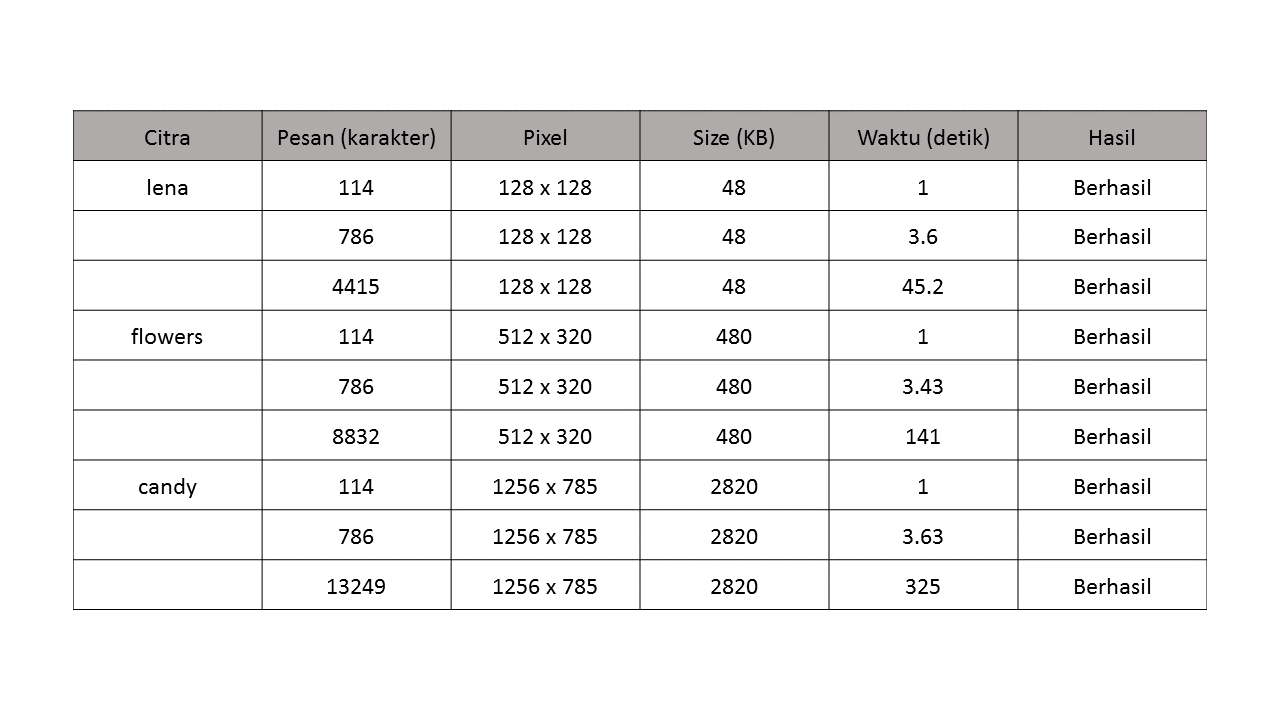 Citra Pesan (karakter) Pixel Size (KB) Waktu (detik) Hasil
lena 114 128 x 128 48 1 Berhasil
786 128 x 128 48 3.6 Berhasil
4415 128 x 128 48 45.2 Berhasil
flowers 114 512 x 320 480 1 Berhasil
786 512 x 320 480 3.43 Berhasil
8832 512 x 320 480 141 Berhasil
candy 114 1256 x 785 2820 1 Berhasil
786 1256 x 785 2820 3.63 Berhasil
13249 1256 x 785 2820 325 Berhasil